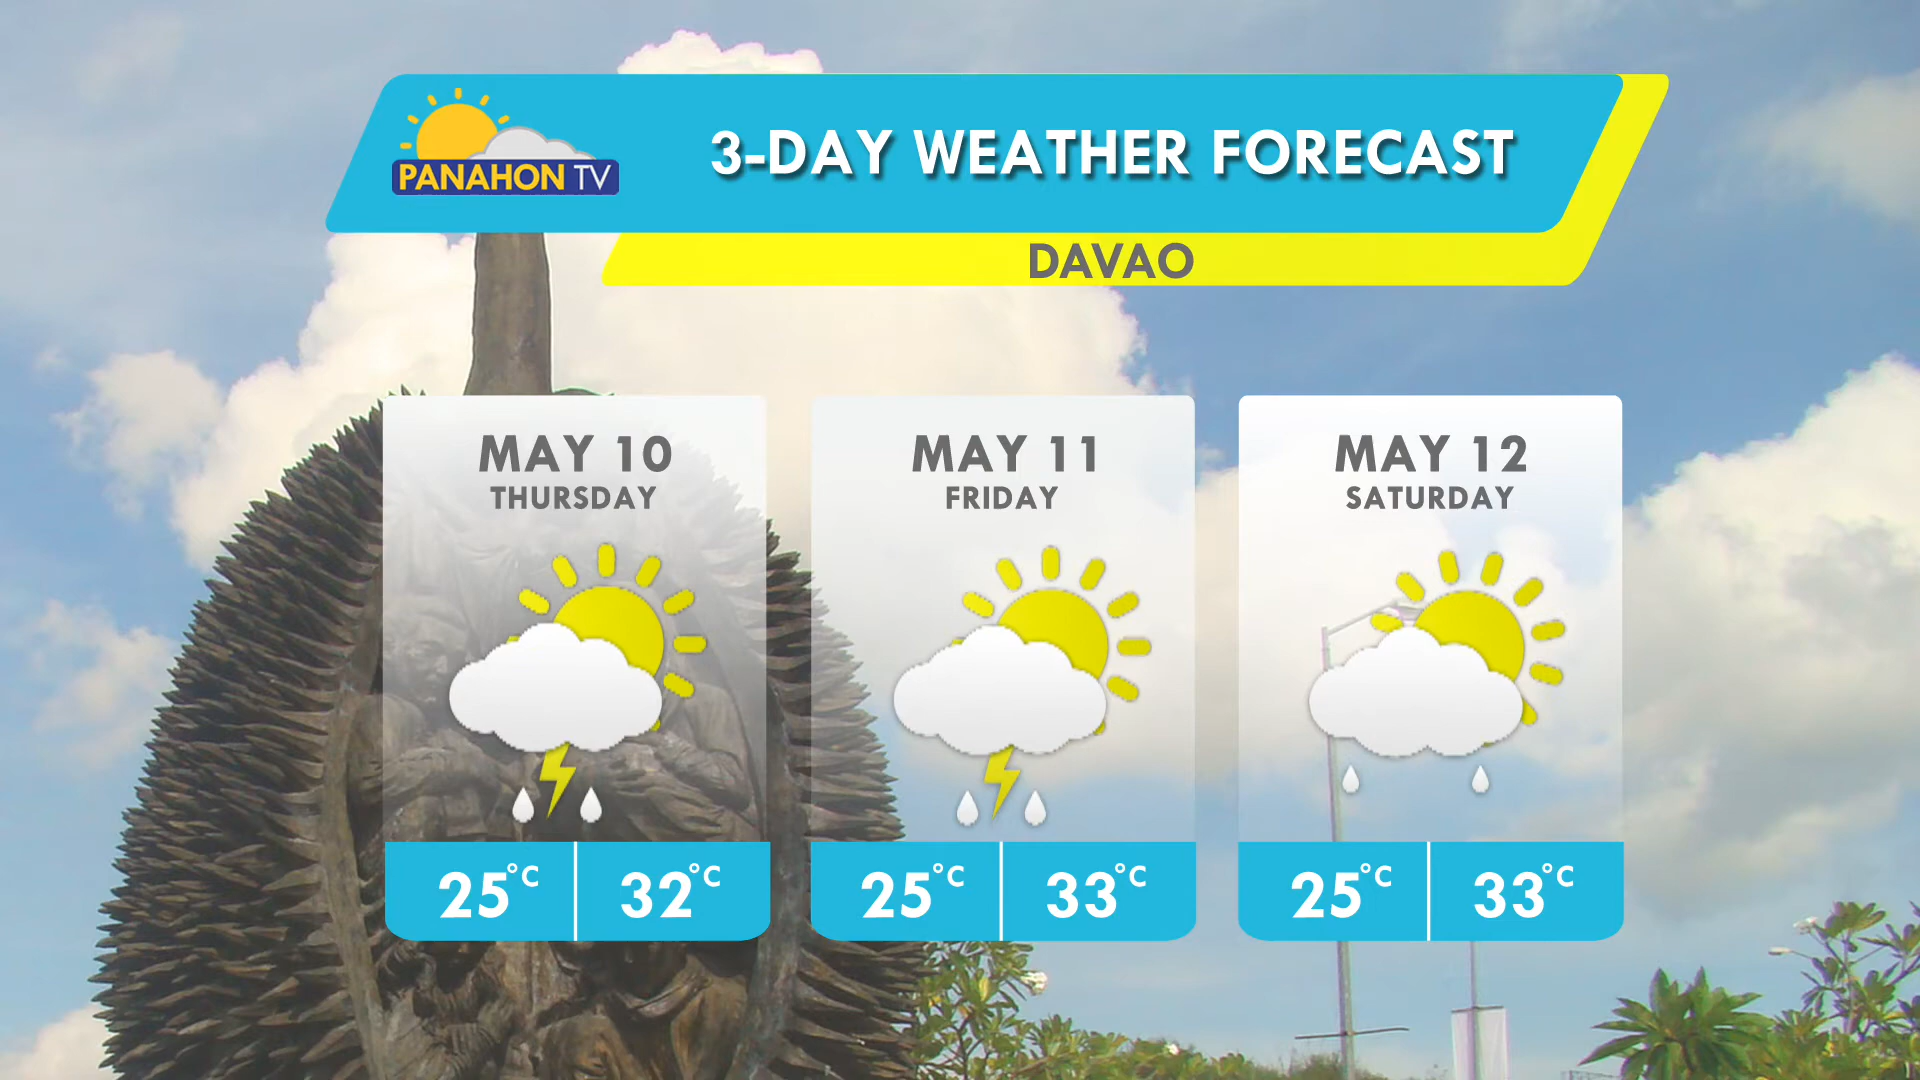 PANAHON TV
3-DAY WEATHER FORECAST
DAVAO
MAY 10
THURSDAY
25°C 32°C
MAY 11
FRIDAY
25°C 33°C
MAY 12
SATURDAY
25°C 33°C